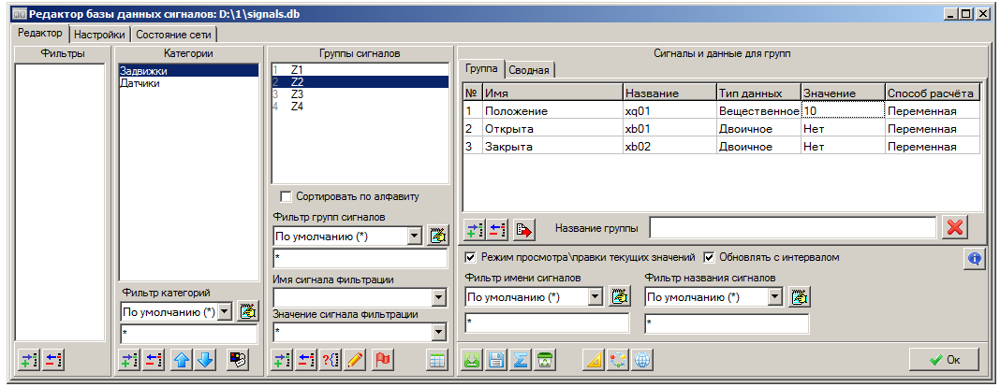 Редактор базы данных сигналов: D:\1\signals.db
Редактор Настройки Состояние сети
Фильтры
Категории
Задвижки
Датчики
Фильтр категорий
По умолчанию (*)
*
Группы сигналов
1 Z1
2 Z2
3 Z3
4 Z4
Сортировать по алфавиту
Фильтр групп сигналов
По умолчанию (*)
*
Имя сигнала фильтрации
Значение сигнала фильтрации
*
Сигналы и данные для групп
Группа Сводная
№ Имя Название Тип данных Значение Способ расчёта
1 Положение xq01 Вещественное 10 Переменная
2 Открыта xb01 Двоичное Нет Переменная
3 Закрыта xb02 Двоичное Нет Переменная
Название группы
Режим просмотра\правки текущих значений Обновлять с интервалом
Фильтр имени сигналов Фильтр названия сигналов
По умолчанию (*) По умолчанию (*)
* *
Ок